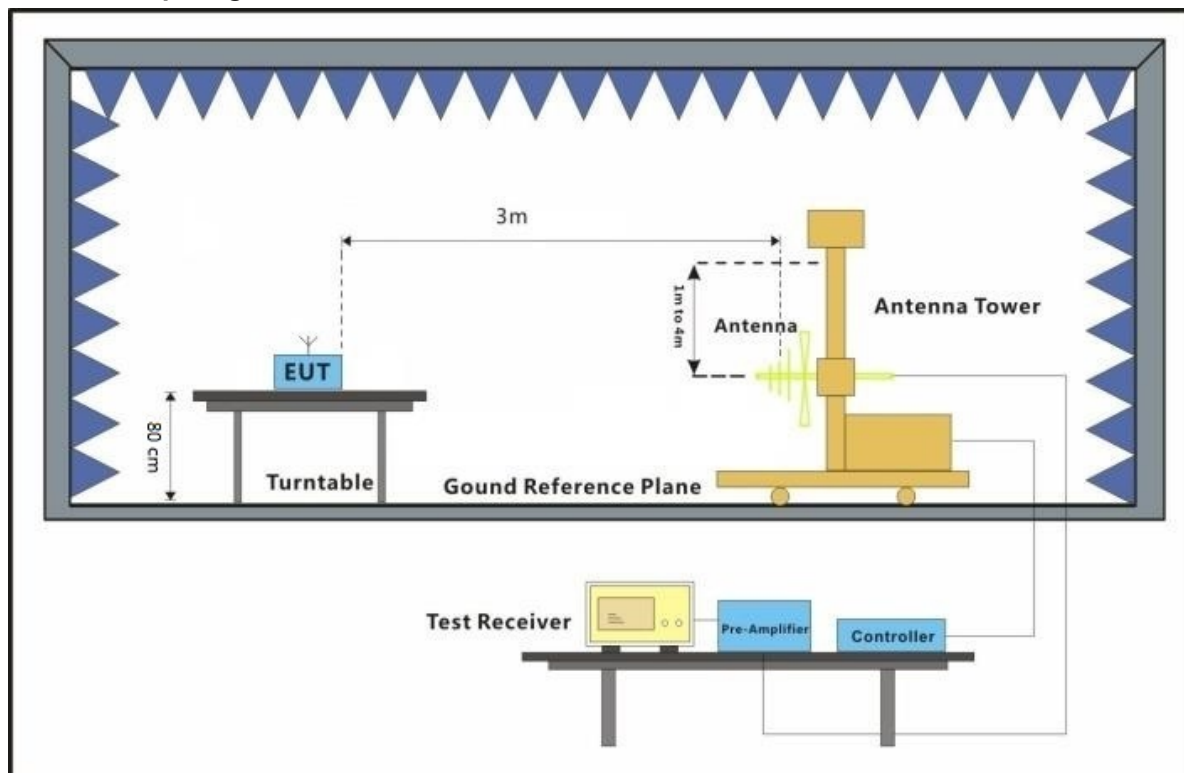 3m
1m to 4m
Antenna
Antenna Tower
EUT
80 cm
Turntable
Gound Reference Plane
Test Receiver
Pre-Amplifier
Controller